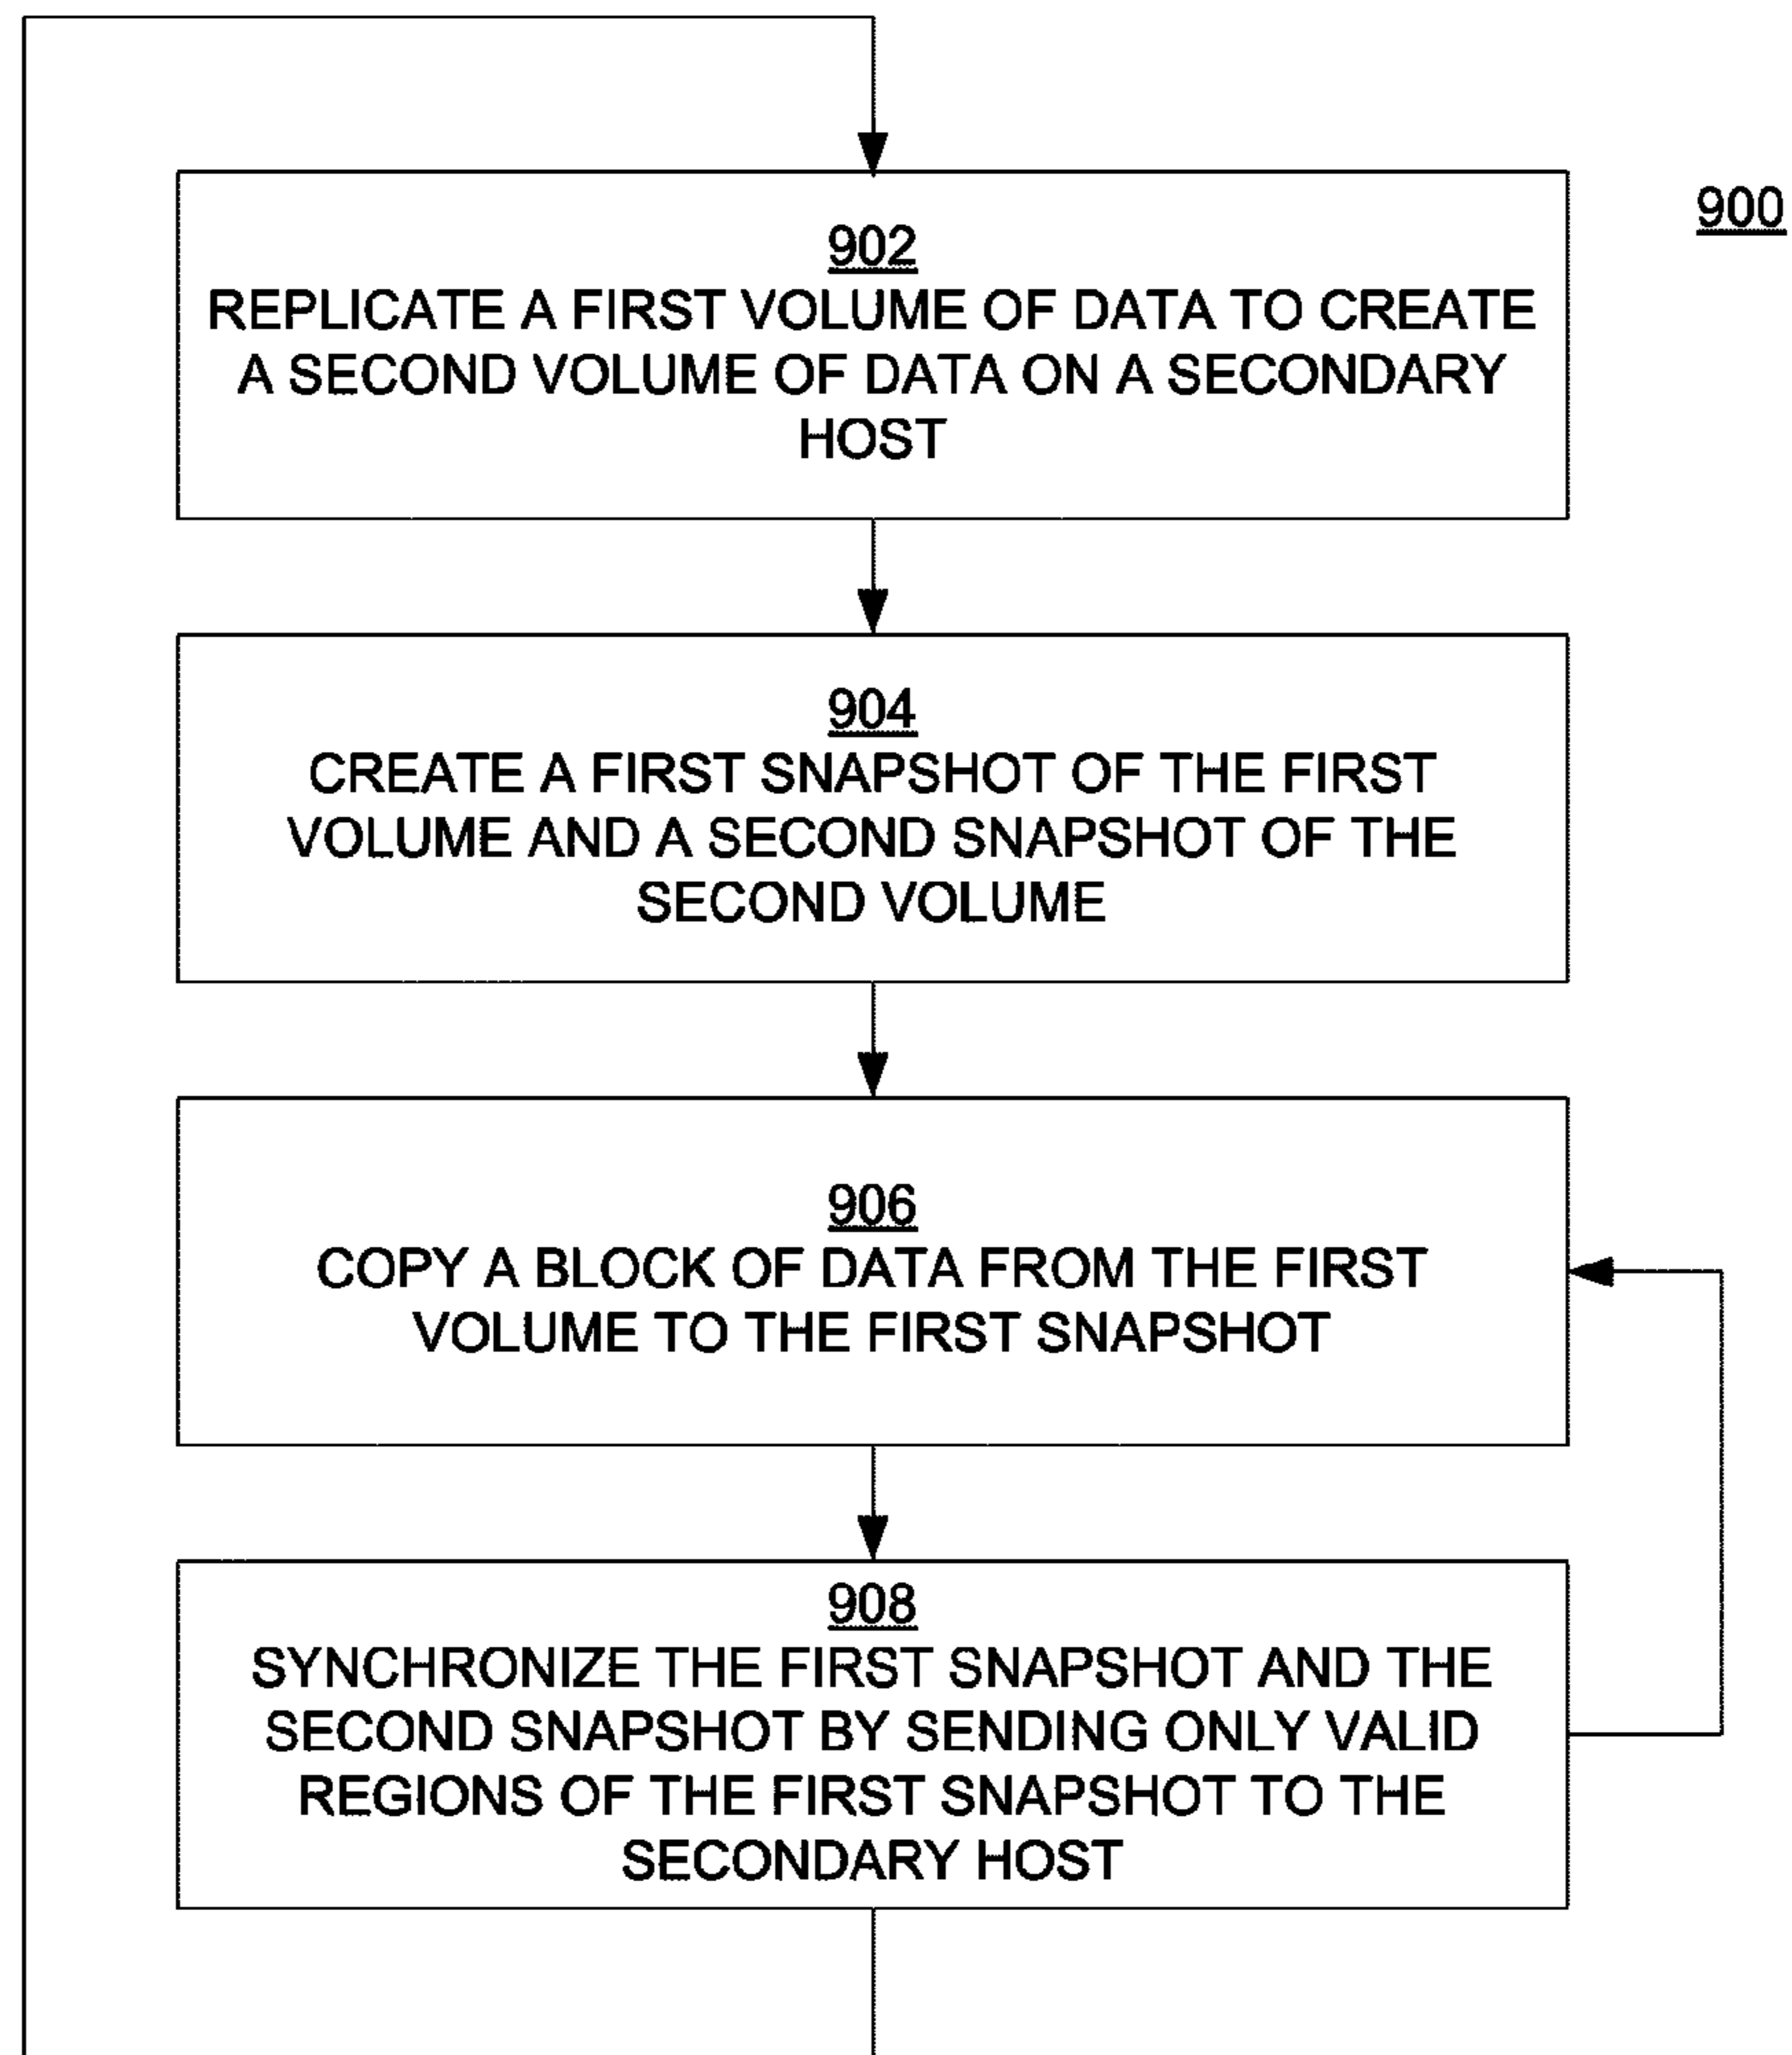 900
902
REPLICATE A FIRST VOLUME OF DATA TO CREATE
A SECOND VOLUME OF DATA ON A SECONDARY
HOST
904
CREATE A FIRST SNAPSHOT OF THE FIRST
VOLUME AND A SECOND SNAPSHOT OF THE
SECOND VOLUME
906
COPY A BLOCK OF DATA FROM THE FIRST
VOLUME TO THE FIRST SNAPSHOT
908
SYNCHRONIZE THE FIRST SNAPSHOT AND THE
SECOND SNAPSHOT BY SENDING ONLY VALID
REGIONS OF THE FIRST SNAPSHOT TO THE
SECONDARY HOST